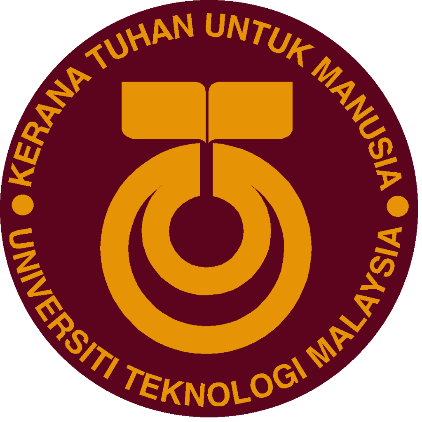 KERANA TUHAN UNTUK MANUSIA
UNIVERSITI TEKNOLOGI MALAYSIA